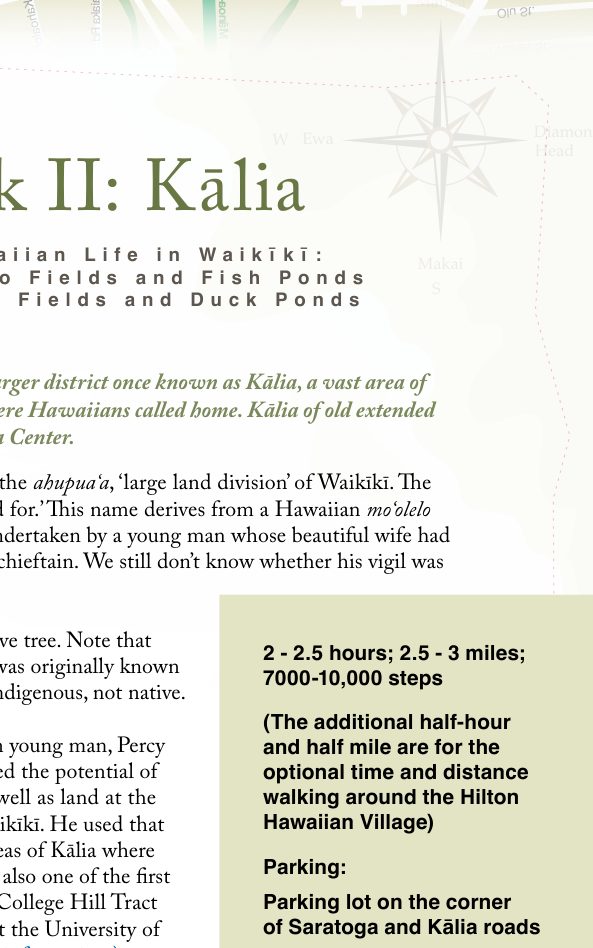 Olu St.
W Ewa
Head
Makai
S
k II: Kālia
aiian Life in Waikīkī:
o Fields and Fish Ponds
Fields and Duck Ponds
arger district once known as Kālia, a vast area of
ere Hawaiians called home. Kālia of old extended
a Center.
the ahupuaʻa, ‘large land division’ of Waikīkī. The
d for.’ This name derives from a Hawaiian moʻolelo
ndertaken by a young man whose beautiful wife had
chieftain. We still don’t know whether his vigil was
ve tree. Note that
was originally known
ndigenous, not native.
n young man, Percy
ed the potential of
well as land at the
ikīkī. He used that
eas of Kālia where
also one of the first
College Hill Tract
t the University of
2 - 2.5 hours; 2.5 - 3 miles;
7000-10,000 steps
(The additional half-hour
and half mile are for the
optional time and distance
walking around the Hilton
Hawaiian Village)
Parking:
Parking lot on the corner
of Saratoga and Kālia roads